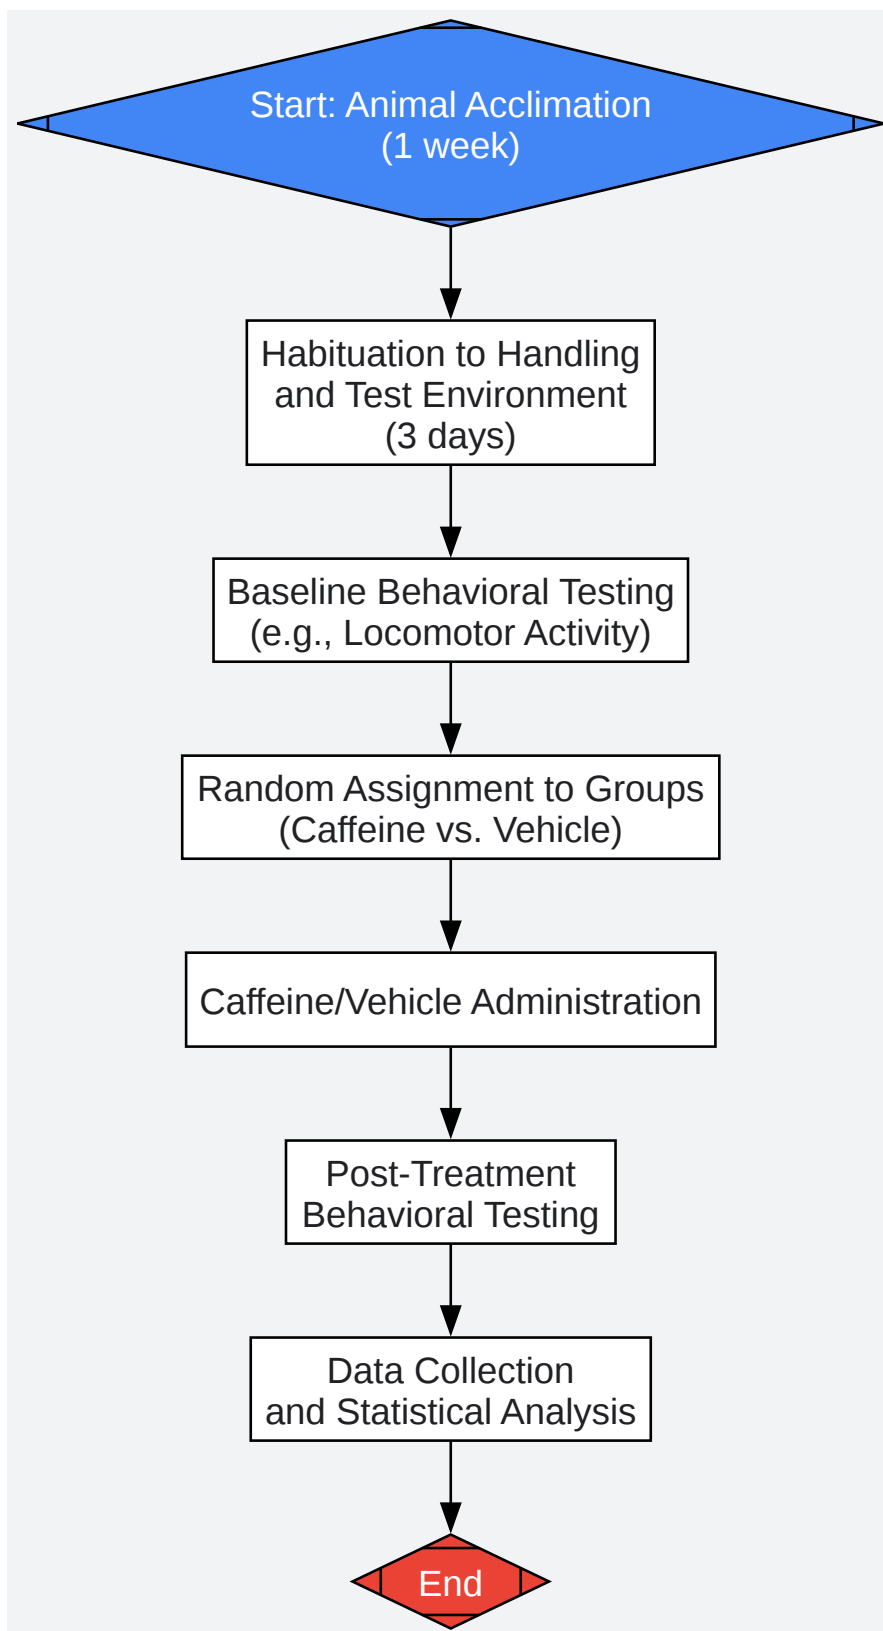 Start: Animal Acclimation
(1 week)
Habituation to Handling
and Test Environment
(3 days)
Baseline Behavioral Testing
(e.g., Locomotor Activity)
Random Assignment to Groups
(Caffeine vs. Vehicle)
Caffeine/Vehicle Administration
Post-Treatment
Behavioral Testing
Data Collection
and Statistical Analysis
End